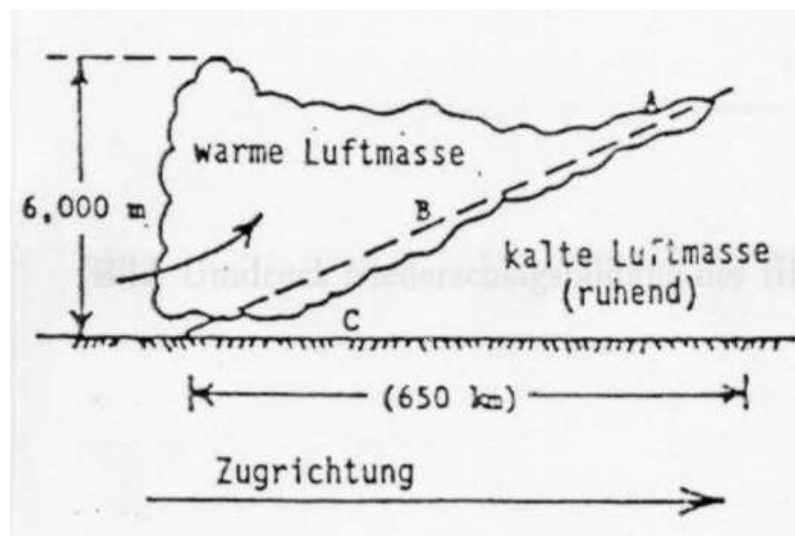 A
warme Luftmasse
6,000 m
B
kalte Luftmasse
(ruhend)
C
(650 km)
Zugrichtung